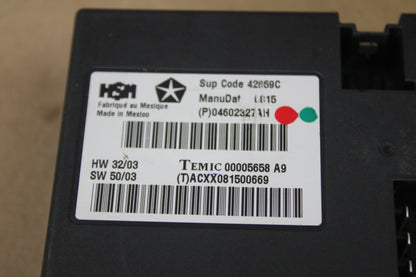 HSM
Sup Code 42859C
ManuDat 1815
(P)04602327AH
Fabriqué au Mexique
Made in Mexico
HW 32/03
SW 50/03
TEMIC 00005658 A9
(T)ACXX081500669